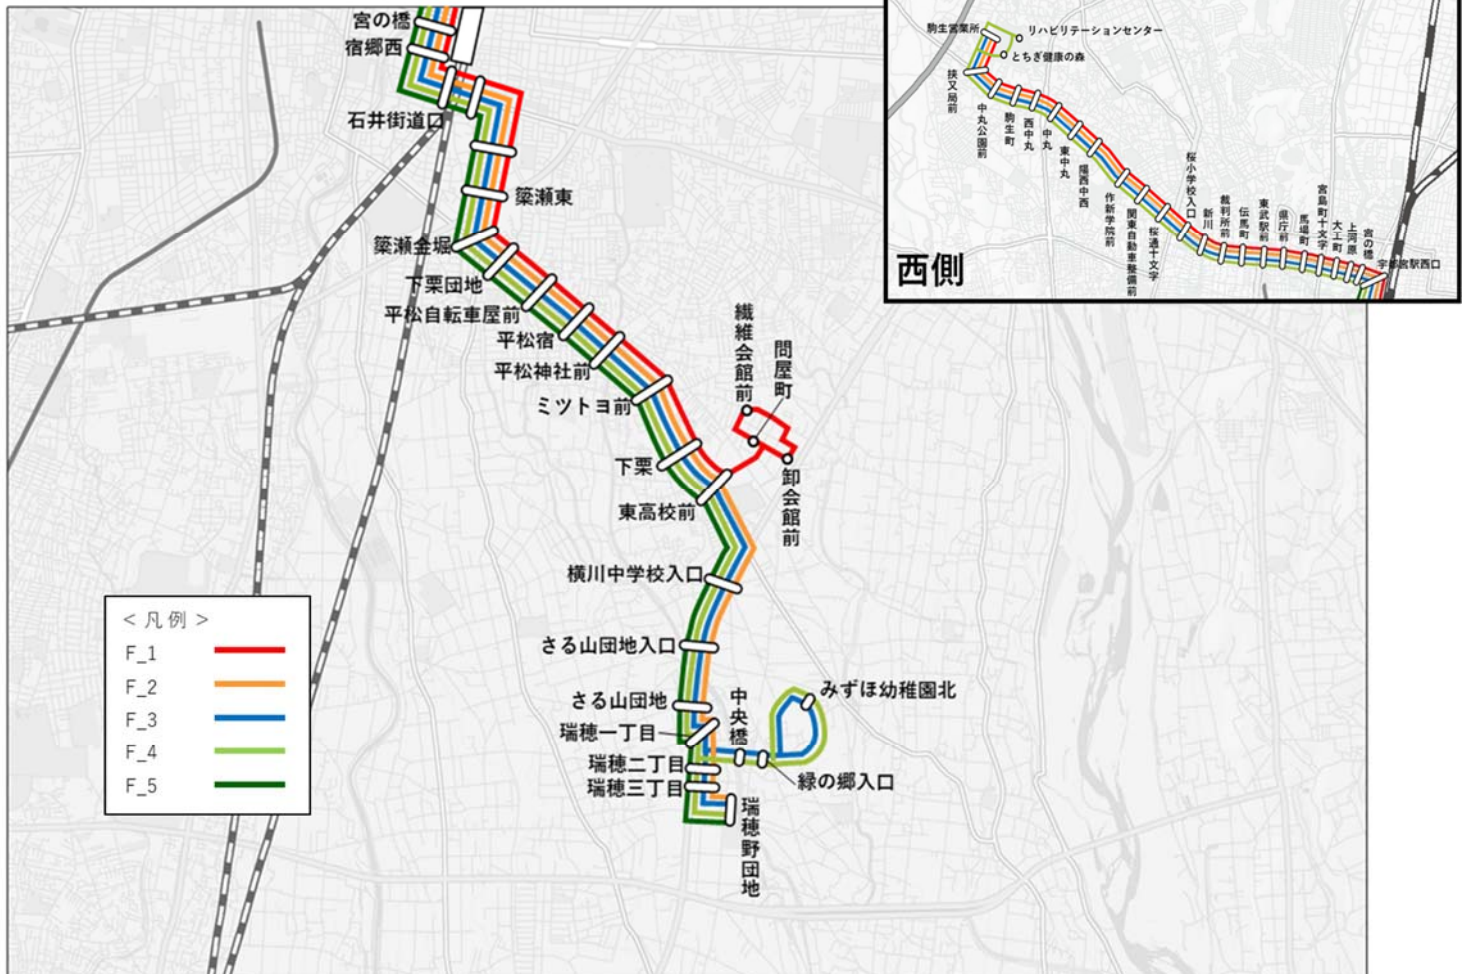 宮の橋
宿郷西
石井街道口
簗瀬東
簗瀬金堀
下栗団地
平松自転車屋前
平松宿
平松神社前
ミツトヨ前
下栗
東高校前
繊維会館前
問屋町
卸会館前
横川中学校入口
さる山団地入口
さる山団地
瑞穂一丁目
中央橋
みずほ幼稚園北
瑞穂二丁目
瑞穂三丁目
緑の郷入口
瑞穂野団地
＜凡例＞
F_1
F_2
F_3
F_4
F_5
駒生営業所
リハビリテーションセンター
とちぎ健康の森
挟又局前
中丸公園前
駒生町
西中丸
中丸
東中丸
陽西中西
作新学院前
関東自動車整備前
桜通十文字
桜小学校入口
新川
裁判所前
伝馬町
東武駅前
県庁前
馬場町
宮島町十文字
大工町
上河原
宮の橋
宇都宮駅西口
西側